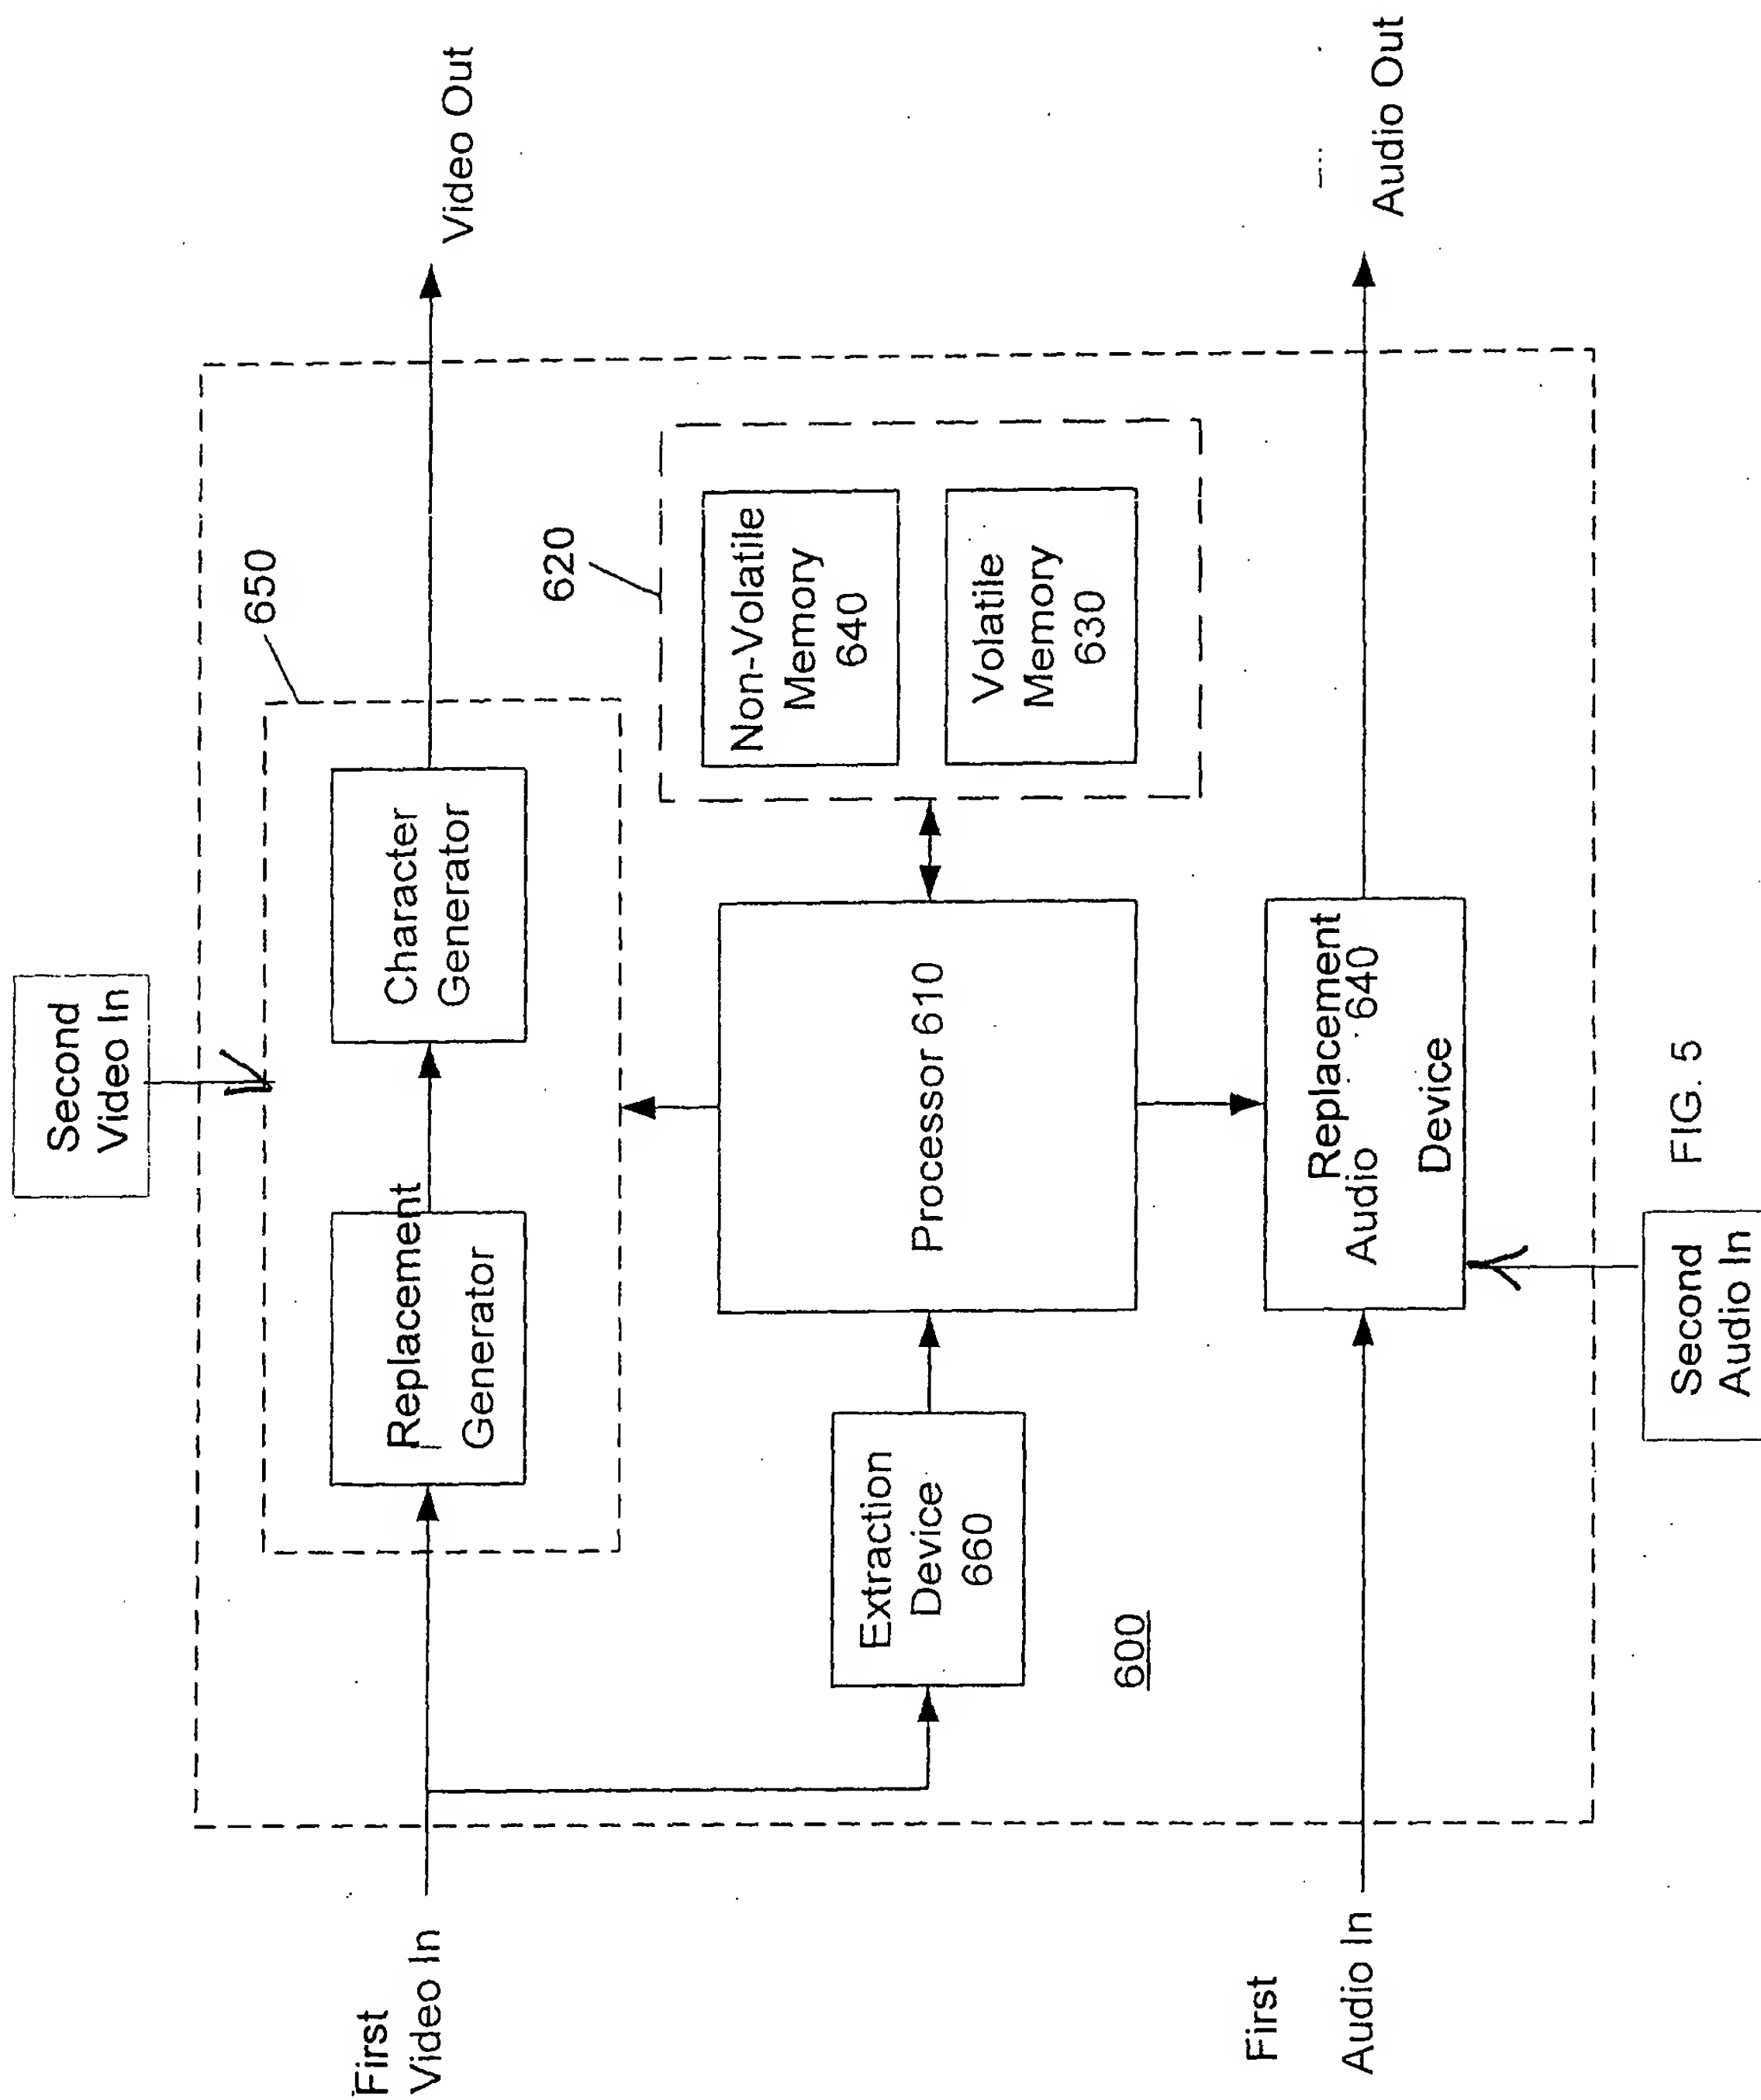 Second
Video In
650
Replacement
Generator
Character
Generator
Video Out
First
Video In
620
Non-Volatile
Memory
640
Volatile
Memory
630
Processor 610
Extraction
Device
660
600
Replacement
Audio 640
Device
Audio Out
First
Audio In
Second
Audio In
FIG. 5